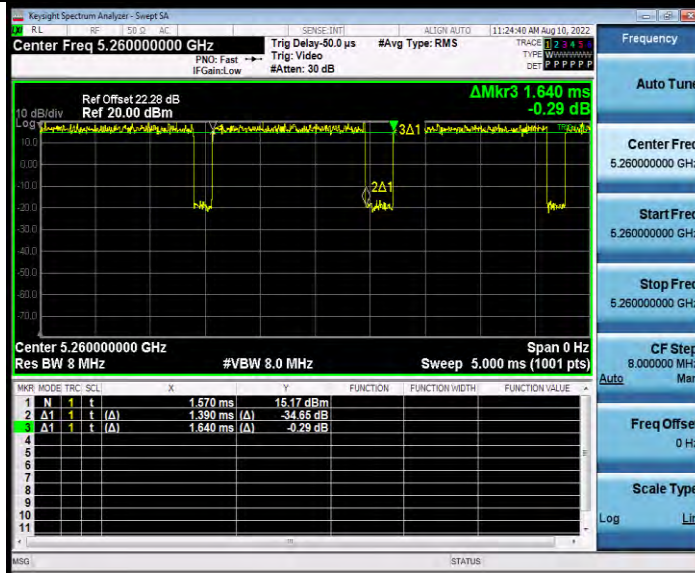 Keysight Spectrum Analyzer - Swept SA
RL RF 50 Ω AC SENSE:INT ALIGN AUTO 11:24:40 AM Aug 10, 2022
Center Freq 5.260000000 GHz
PNO: Fast
IFGain:Low
Trig Delay-50.0 µs
Trig: Video
#Atten: 30 dB
#Avg Type: RMS
TRACE 1 2 3 4 5 6
TYPE W
DET P P P P P P
ΔMkr3 1.640 ms
-0.29 dB
Ref Offset 22.28 dB
10 dB/div Ref 20.00 dBm
Log
3Δ1
10.0
0.00
2Δ1
-10.0
-20.0
-30.0
-40.0
-50.0
-60.0
-70.0
Center 5.260000000 GHz Span 0 Hz
Res BW 8 MHz #VBW 8.0 MHz Sweep 5.000 ms (1001 pts)
MKR MODE TRC SCL X Y FUNCTION FUNCTION WIDTH FUNCTION VALUE
1 N 1 t 1.570 ms 15.17 dBm
2 Δ1 1 t (Δ) 1.390 ms (Δ) -34.65 dB
3 Δ1 1 t (Δ) 1.640 ms (Δ) -0.29 dB
4
5
6
7
8
9
10
11
MSG STATUS
Frequency
Auto Tune
Center Freq
5.260000000 GHz
Start Freq
5.260000000 GHz
Stop Freq
5.260000000 GHz
CF Step
8.000000 MHz
Auto Man
Freq Offset
0 Hz
Scale Type
Log Lin